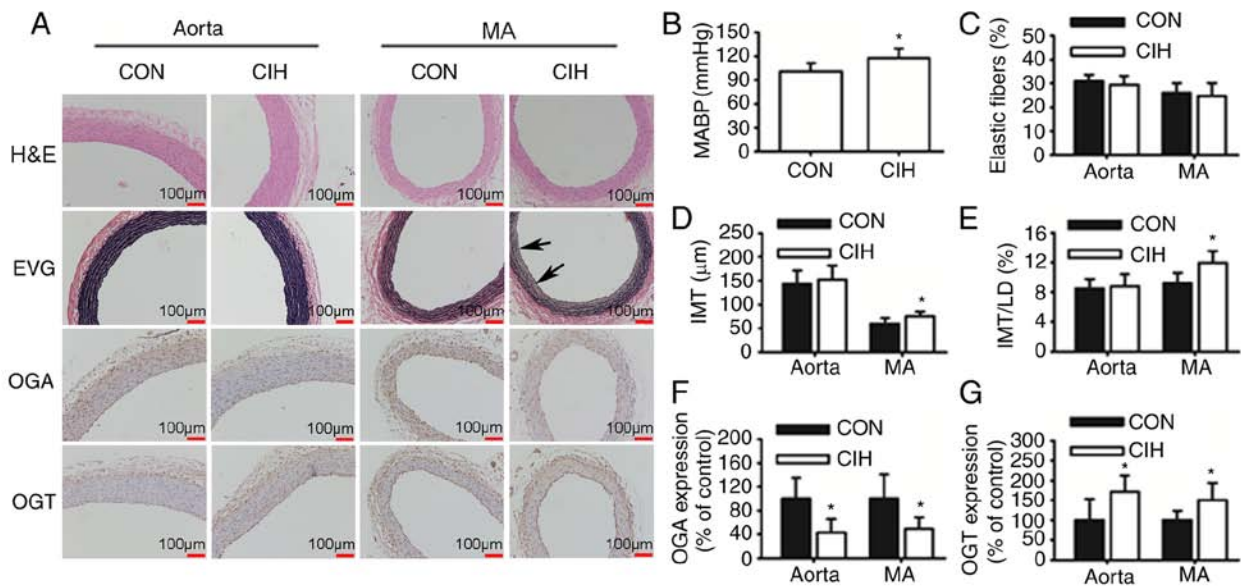 A
Aorta
MA
CON
CIH
CON
CIH
H&E
100μm
100μm
100μm
100μm
EVG
100μm
100μm
100μm
100μm
OGA
100μm
100μm
100μm
100μm
OGT
100μm
100μm
100μm
100μm
B
MABP (mmHg)
150
120
90
60
30
0
*
CON
CIH
C
Elastic fibers (%)
50
40
30
20
10
0
CON
CIH
Aorta
MA
D
IMT (μm)
250
200
150
100
50
0
CON
CIH
*
Aorta
MA
E
IMT/LD (%)
16
12
8
4
0
CON
CIH
*
Aorta
MA
F
OGA expression
(% of control)
200
160
120
80
40
0
CON
CIH
*
*
Aorta
MA
G
OGT expression
(% of control)
300
250
200
150
100
50
0
CON
CIH
*
*
Aorta
MA